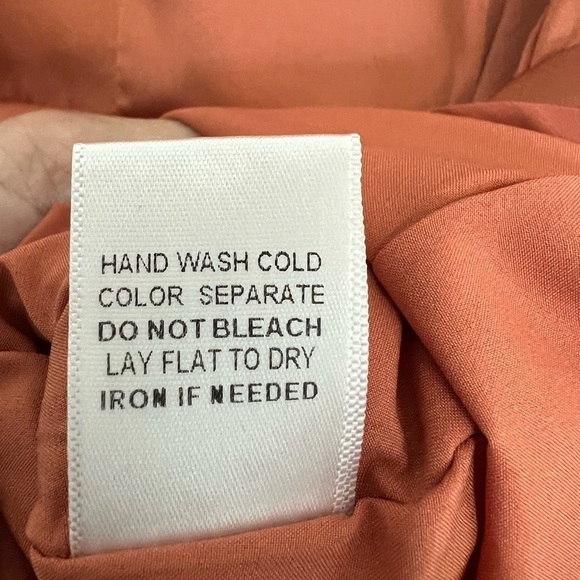 HAND WASH COLD
COLOR SEPARATE
DO NOT BLEACH
LAY FLAT TO DRY
IRON IF NEEDED